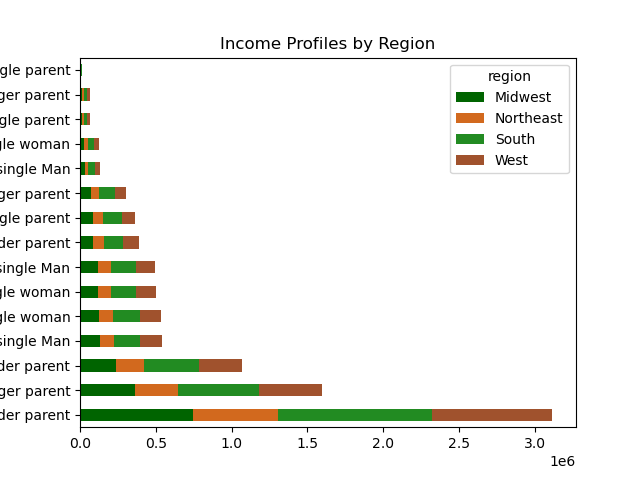 Income Profiles by Region
gle parent
ger parent
gle parent
gle woman
single Man
ger parent
gle parent
der parent
single Man
gle woman
gle woman
single Man
der parent
ger parent
der parent
region
Midwest
Northeast
South
West
0.0 0.5 1.0 1.5 2.0 2.5 3.0
1e6